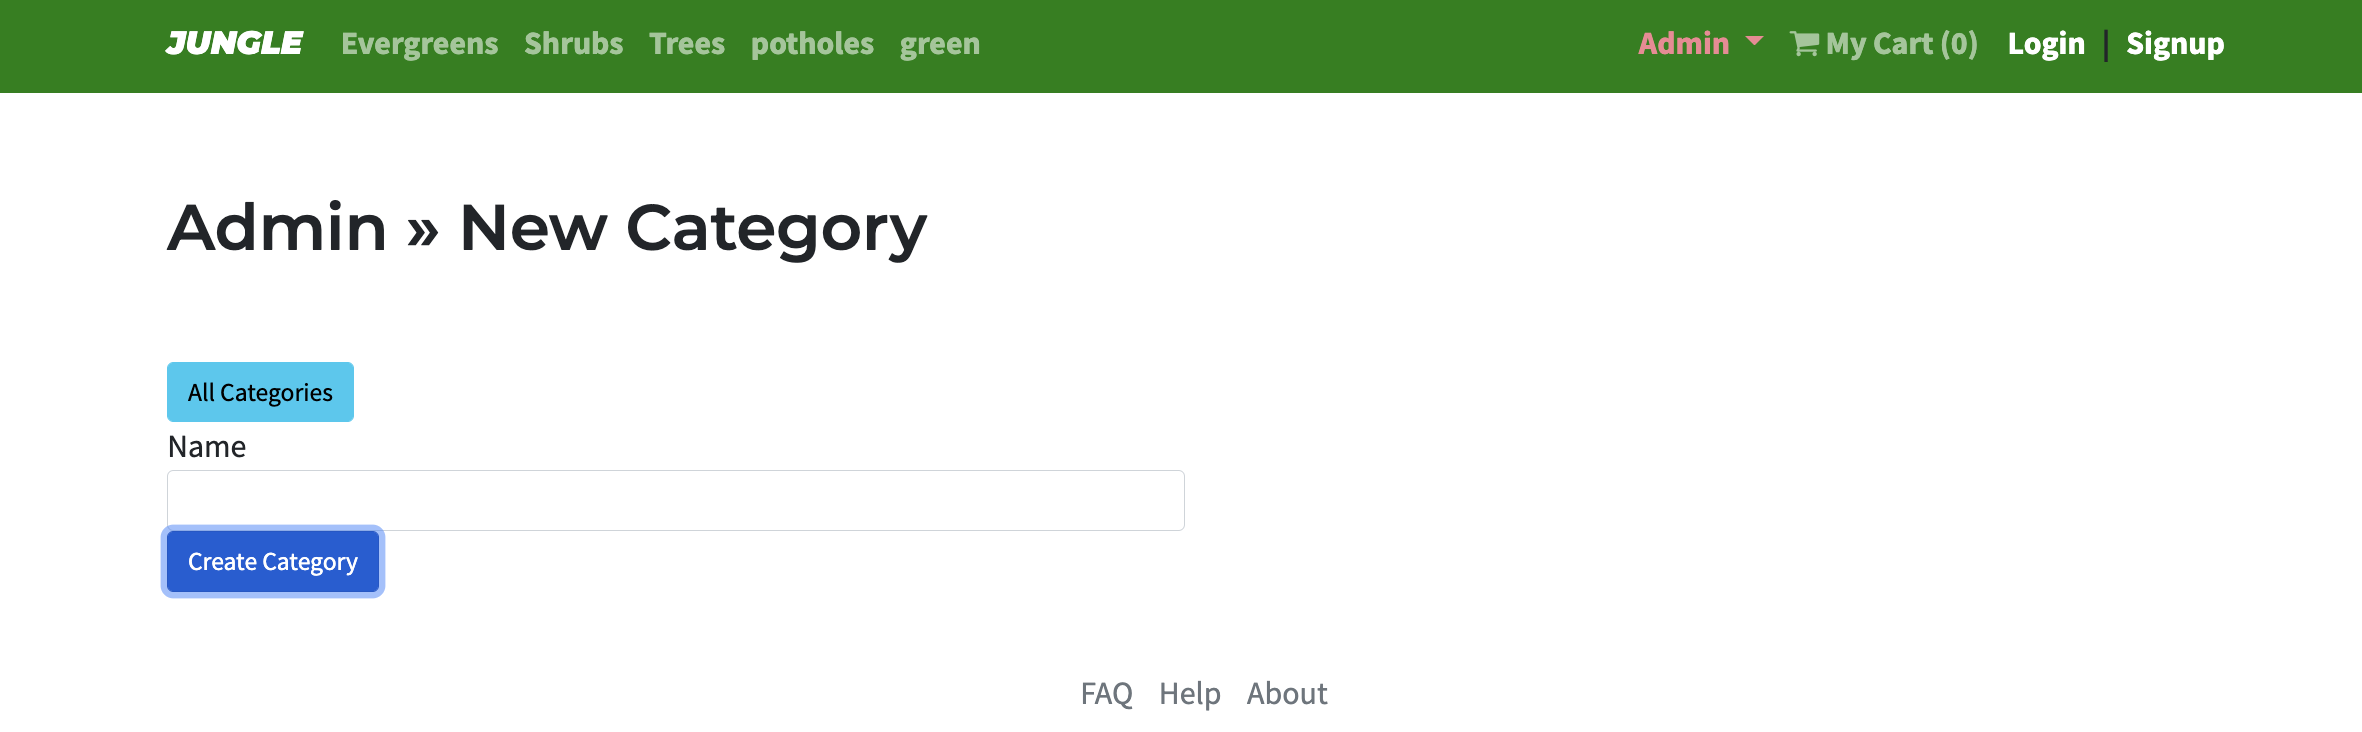 JUNGLE Evergreens Shrubs Trees potholes green Admin My Cart (0) Login | Signup
Admin » New Category
All Categories
Name
Create Category
FAQ Help About